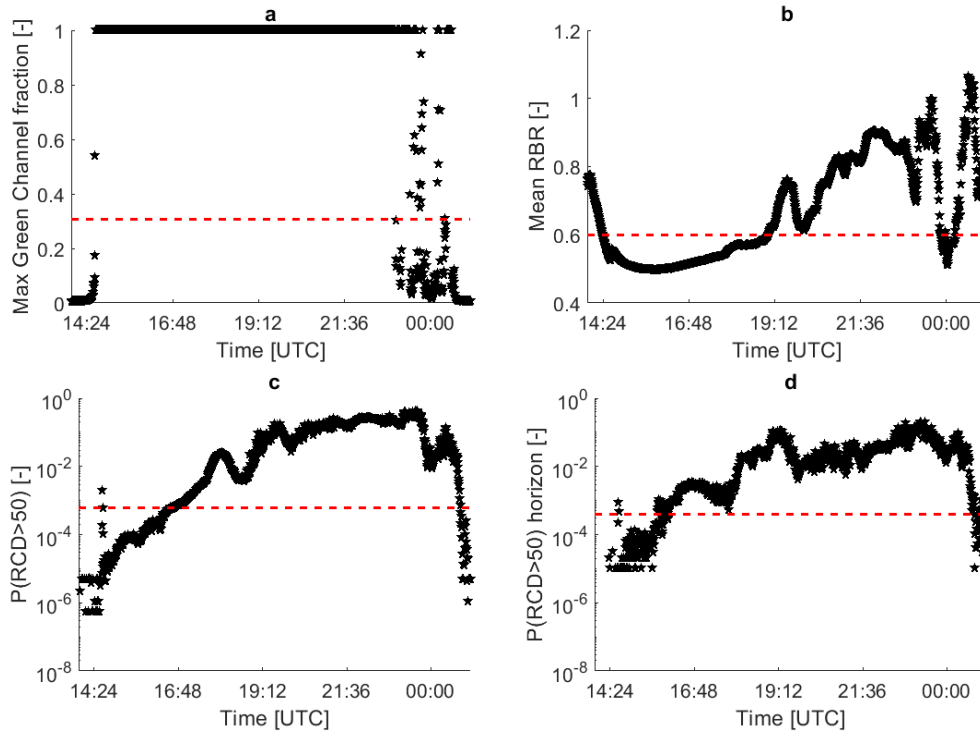 a
Max Green Channel fraction [-]
1
0.8
0.6
0.4
0.2
0
14:24 16:48 19:12 21:36 00:00
Time [UTC]
b
Mean RBR [-]
1.2
1
0.8
0.6
0.4
14:24 16:48 19:12 21:36 00:00
Time [UTC]
c
P(RCD>50) [-]
10^0
10^-2
10^-4
10^-6
10^-8
14:24 16:48 19:12 21:36 00:00
Time [UTC]
d
P(RCD>50) horizon [-]
10^0
10^-2
10^-4
10^-6
10^-8
14:24 16:48 19:12 21:36 00:00
Time [UTC]